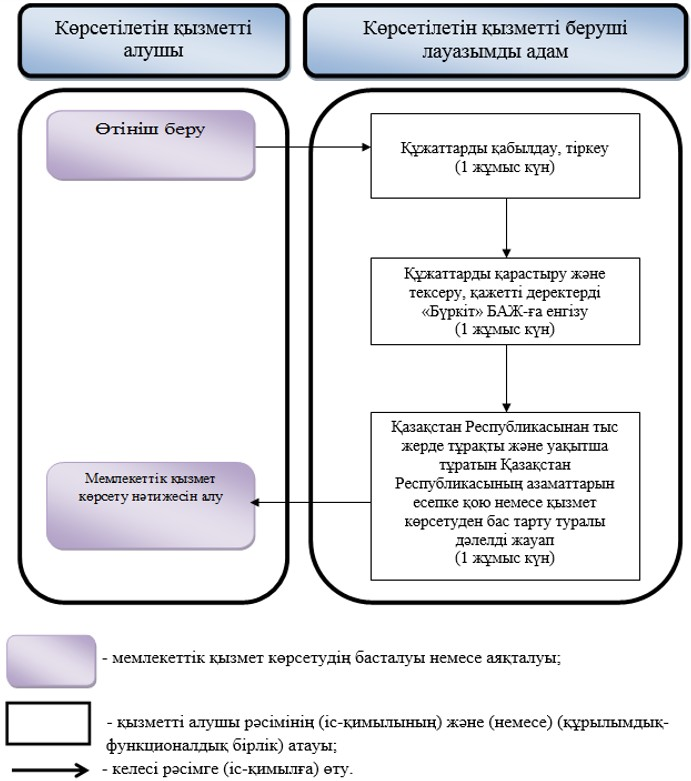 Көрсетілетін қызметті
алушы
Көрсетілетін қызметті беруші
лауазымды адам
Өтініш беру
Құжаттарды қабылдау, тіркеу
(1 жұмыс күн)
Құжаттарды қарастыру және
тексеру, қажетті деректерді
«Бүркіт» БАЖ-ға енгізу
(1 жұмыс күн)
Қазақстан Республикасынан тыс
жерде тұрақты және уақытша
тұратын Қазақстан
Республикасының азаматтарын
есепке қою немесе қызмет
көрсетуден бас тарту туралы
дәлелді жауап
(1 жұмыс күн)
Мемлекеттік қызмет
көрсету нәтижесін алу
- мемлекеттік қызмет көрсетудің басталуы немесе аяқталуы;
- қызметті алушы рәсімінің (іс-қимылының) және (немесе) (құрылымдық-
функционалдық бірлік) атауы;
- келесі рәсімге (іс-қимылға) өту.